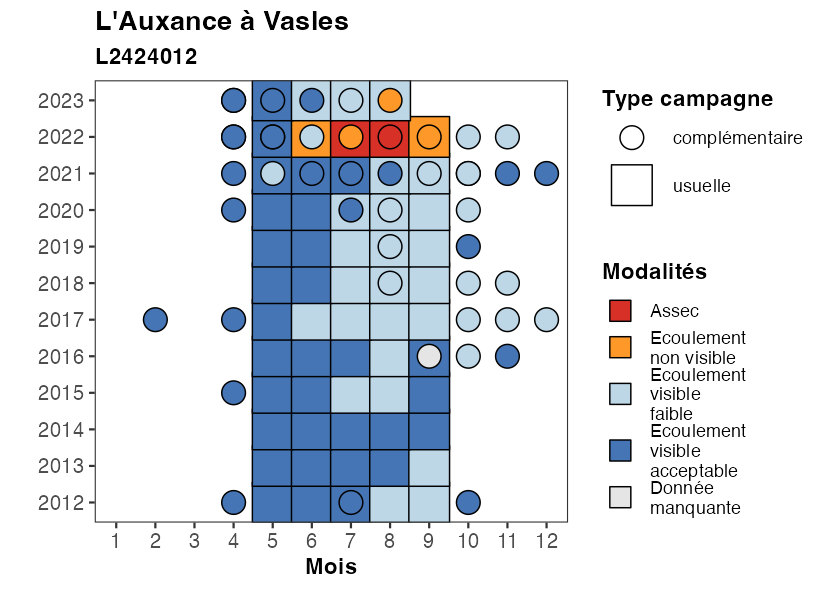 L'Auxance à Vasles
L2424012
2023
2022
2021
2020
2019
2018
2017
2016
2015
2014
2013
2012
1 2 3 4 5 6 7 8 9 10 11 12
Mois
Type campagne
complémentaire
usuelle
Modalités
Assec
Ecoulement
non visible
Ecoulement
visible
faible
Ecoulement
visible
acceptable
Donnée
manquante